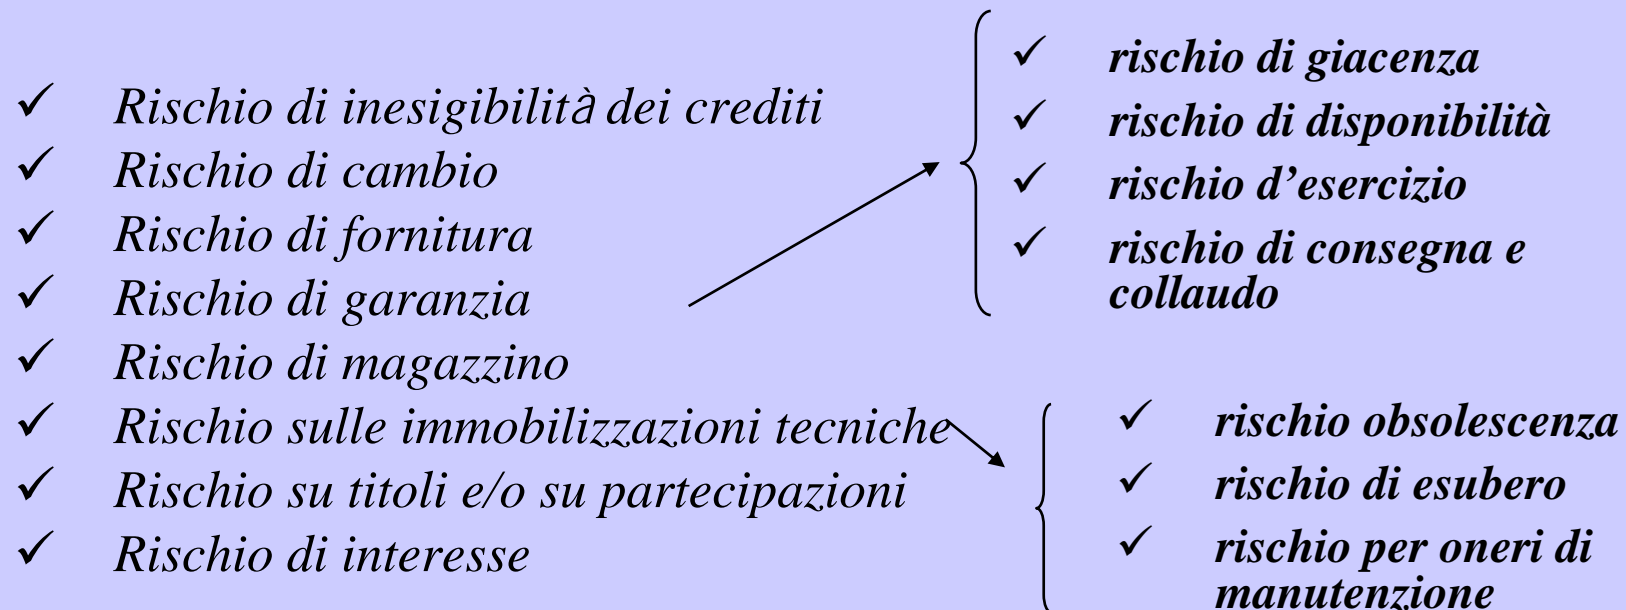 Rischio di inesigibilità dei crediti
Rischio di cambio
Rischio di fornitura
Rischio di garanzia
Rischio di magazzino
Rischio sulle immobilizzazioni tecniche
Rischio su titoli e/o su partecipazioni
Rischio di interesse
rischio di giacenza
rischio di disponibilità
rischio d’esercizio
rischio di consegna e
collaudo
rischio obsolescenza
rischio di esubero
rischio per oneri di
manutenzione